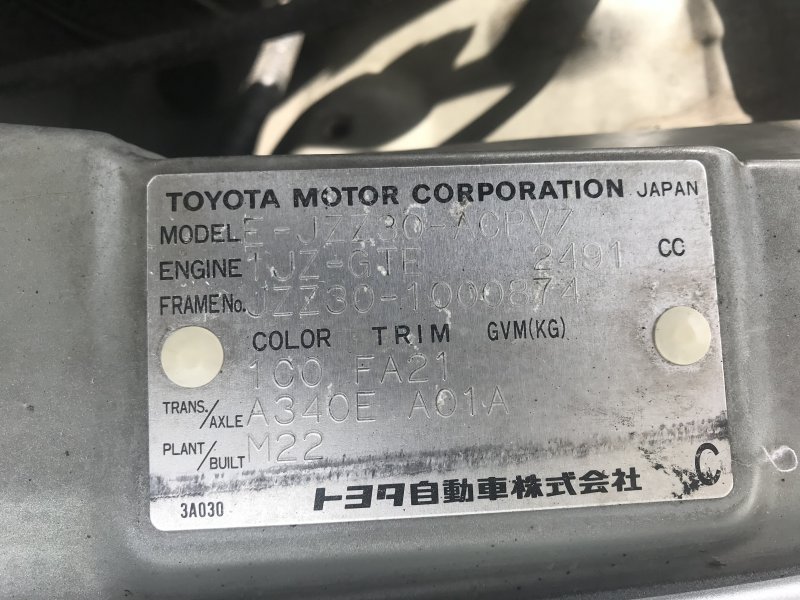 TOYOTA MOTOR CORPORATION JAPAN
MODEL E-JZZ30-ACPVZ
ENGINE 1JZ-GTE 2491 CC
FRAME No. JZZ30-1000874
COLOR TRIM GVM(KG)
1C0 FA21
TRANS./AXLE A340E A01A
PLANT/BUILT M22
トヨタ自動車株式会社 C
3A030